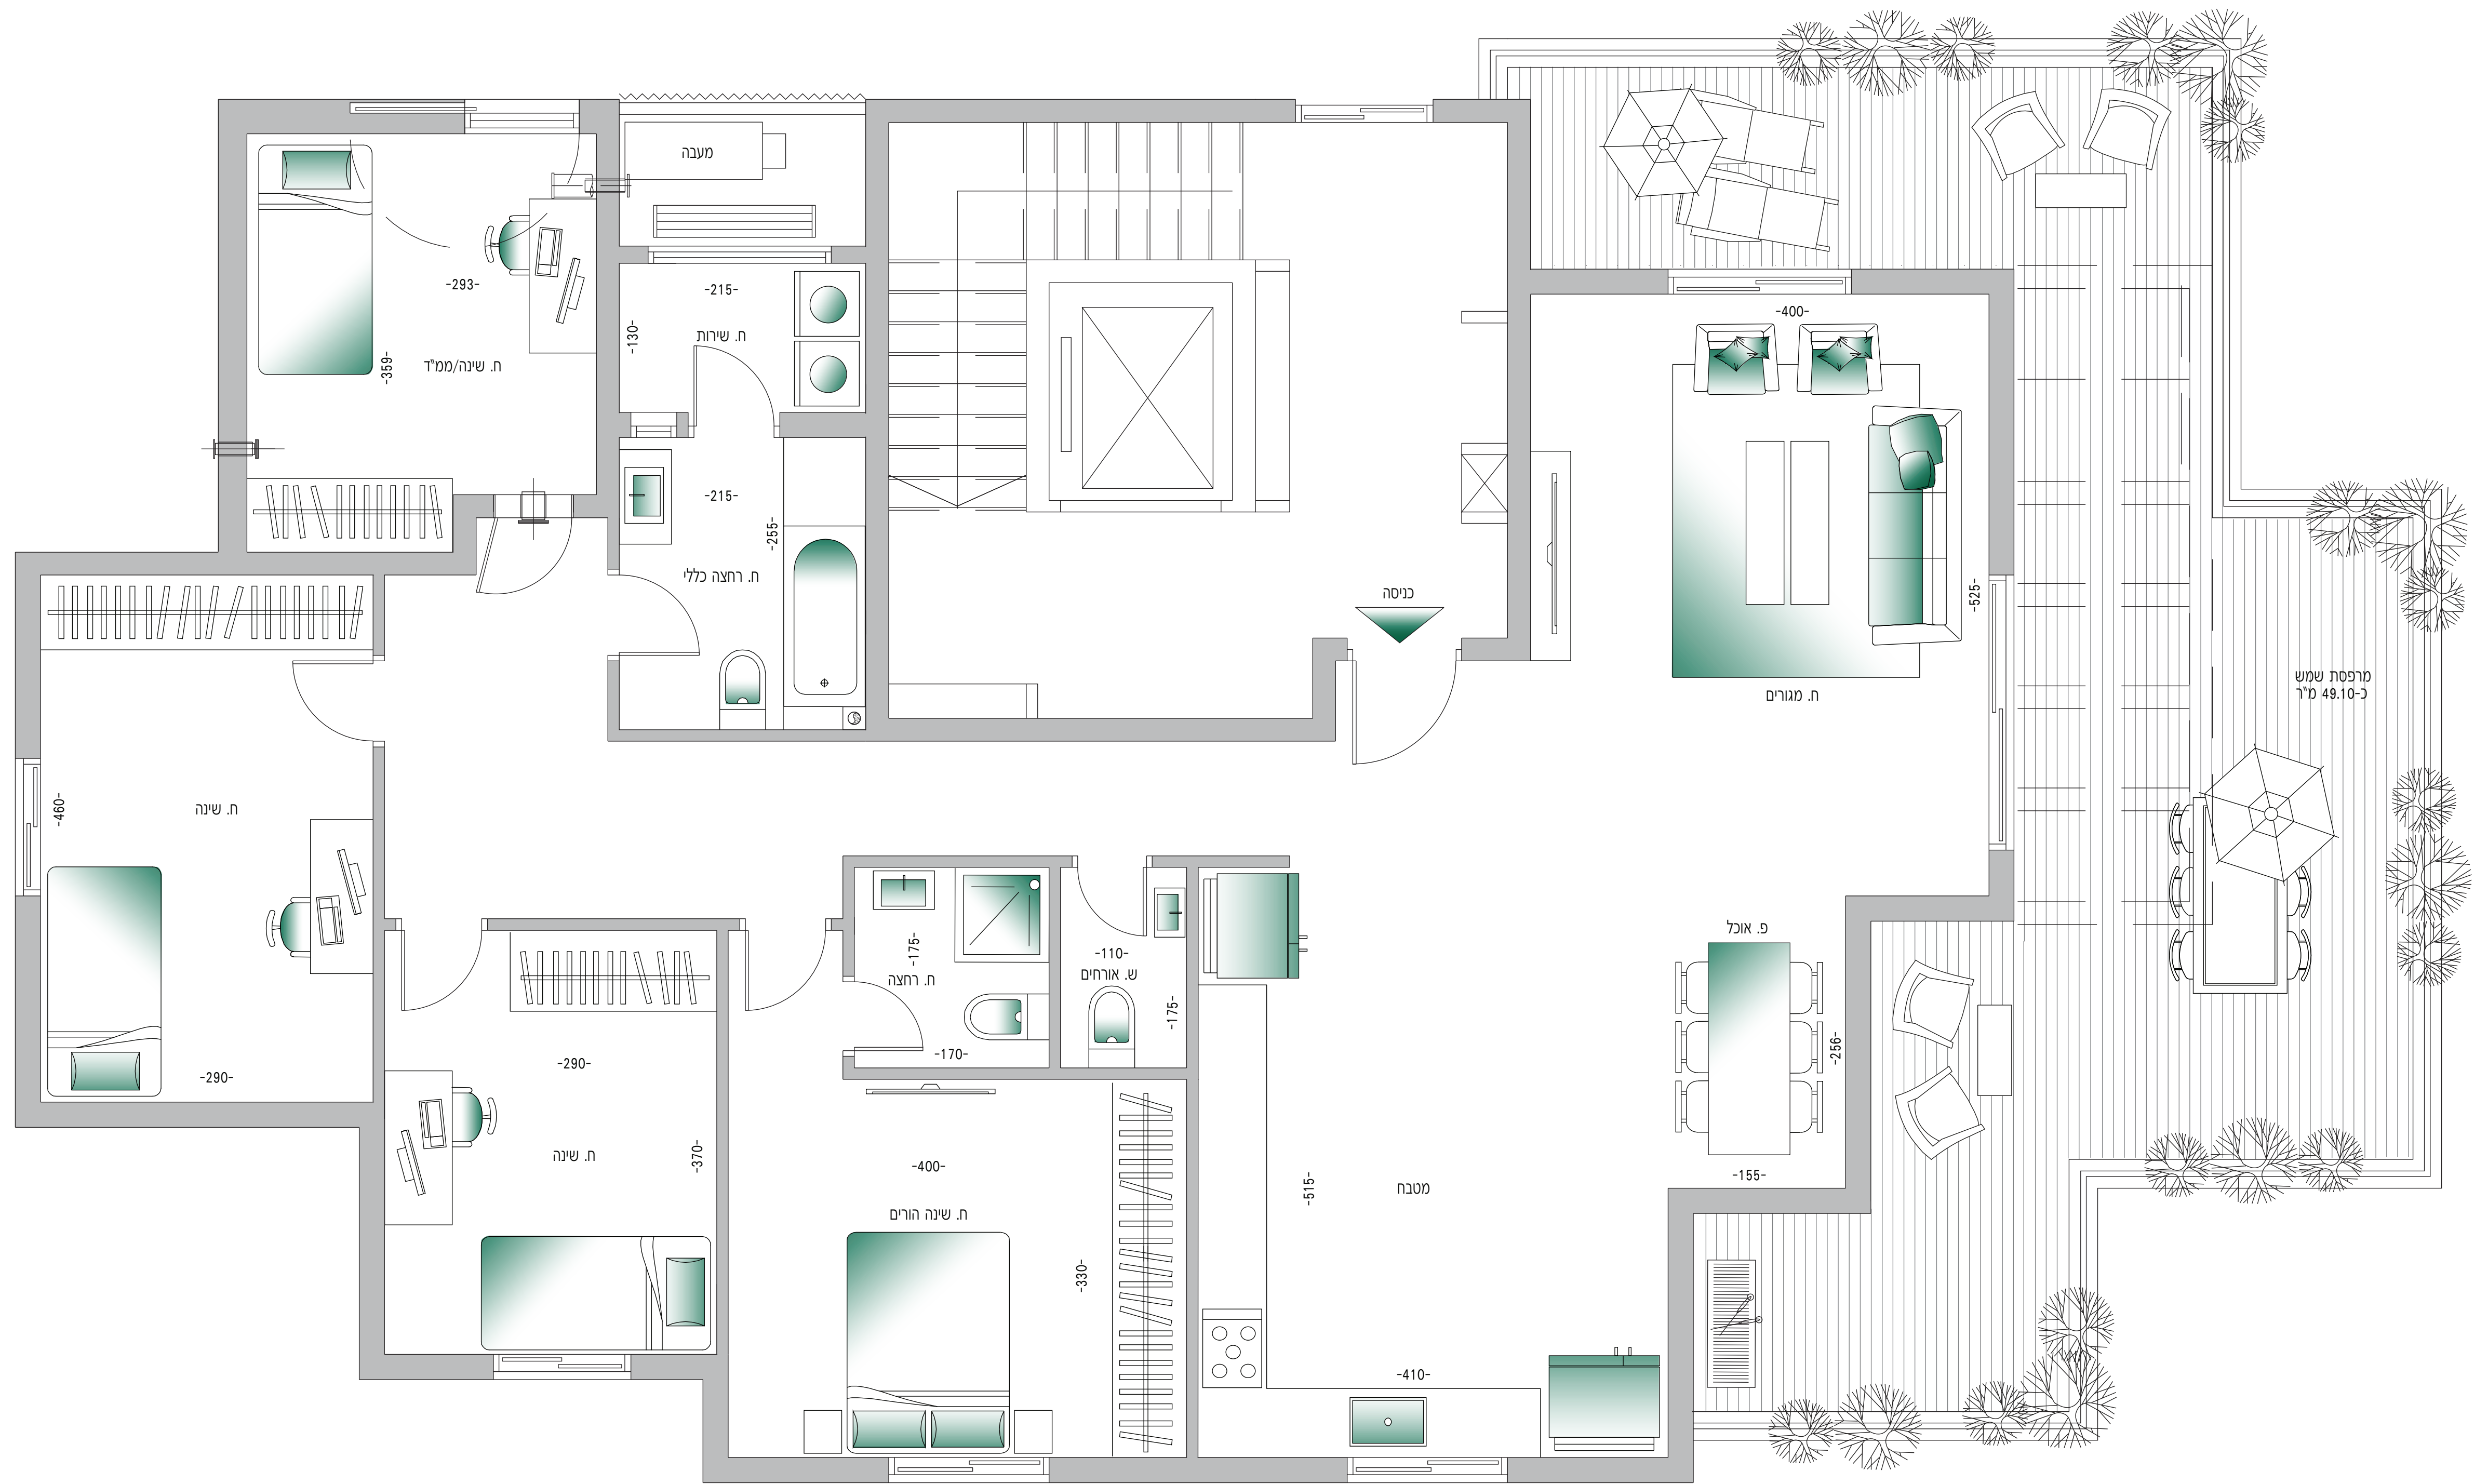 מעבה
-293-
-359-
ח. שינה/ממ"ד
-215-
-130-
ח. שירות
-215-
-255-
ח. רחצה כללי
כניסה
-400-
-525-
ח. מגורים
מרפסת שמש
כ-49.10 מ"ר
-460-
ח. שינה
-290-
-290-
-370-
ח. שינה
-175-
ח. רחצה
-170-
-110-
ש. אורחים
-175-
-400-
ח. שינה הורים
-330-
פ. אוכל
-256-
-155-
-515-
מטבח
-410-